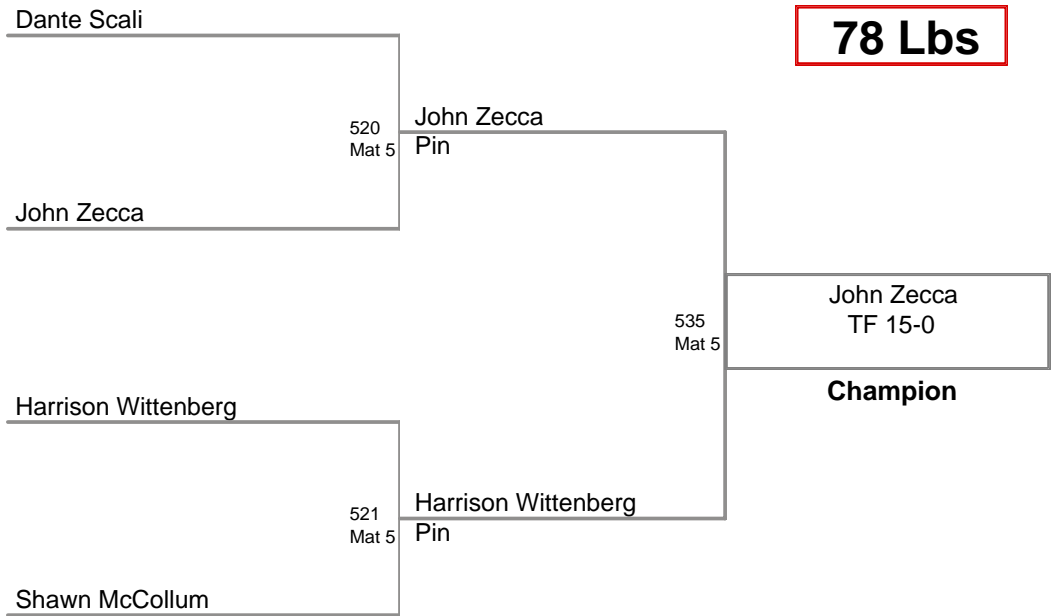 Dante Scali
78 Lbs
520
Mat 5
John Zecca
Pin
John Zecca
535
Mat 5
John Zecca
TF 15-0
Champion
Harrison Wittenberg
521
Mat 5
Harrison Wittenberg
Pin
Shawn McCollum